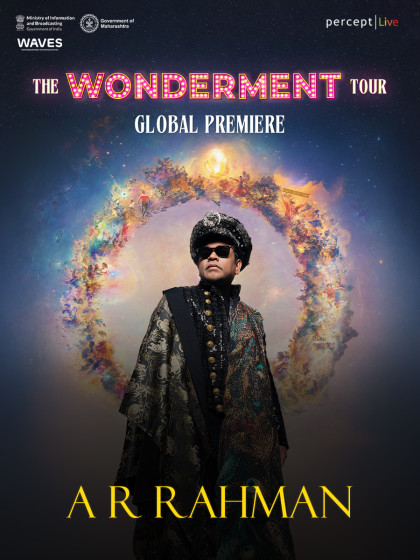 Ministry of Information
and Broadcasting
Government of India
Government of
Maharashtra
percept Live
WAVES
THE WONDERMENT TOUR
GLOBAL PREMIERE
A R RAHMAN